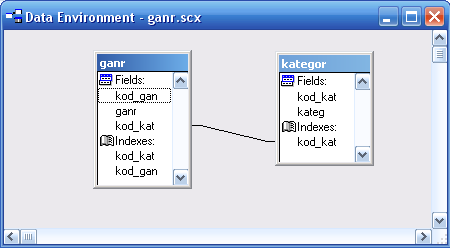 Data Environment - ganr.scx
ganr
Fields:
kod_gan
ganr
kod_kat
Indexes:
kod_kat
kod_gan
kategor
Fields:
kod_kat
kateg
Indexes:
kod_kat